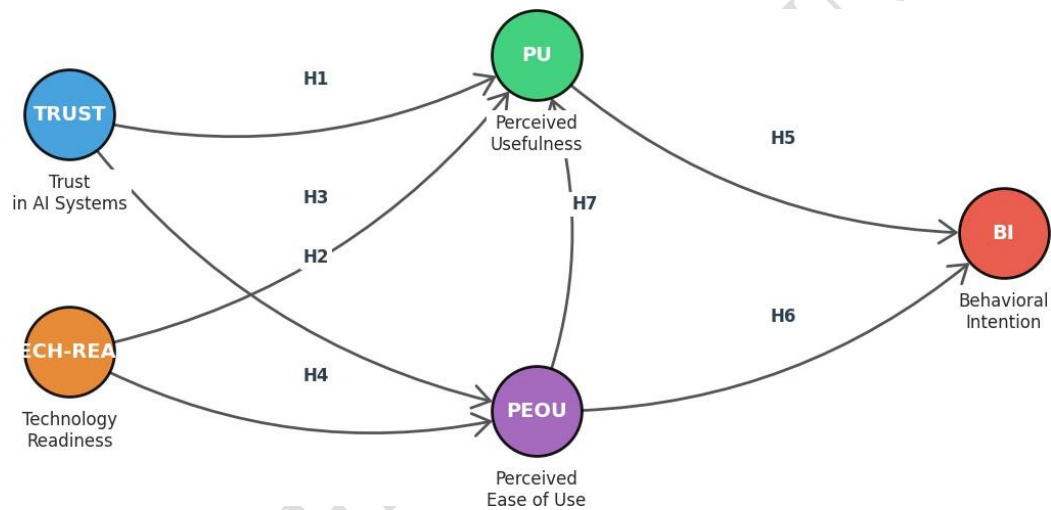 PU
H1
TRUST
Perceived
Usefulness
H5
Trust
in AI Systems
H3
H7
H2
BI
Behavioral
Intention
H6
ECH-REA
H4
Technology
Readiness
PEOU
Perceived
Ease of Use